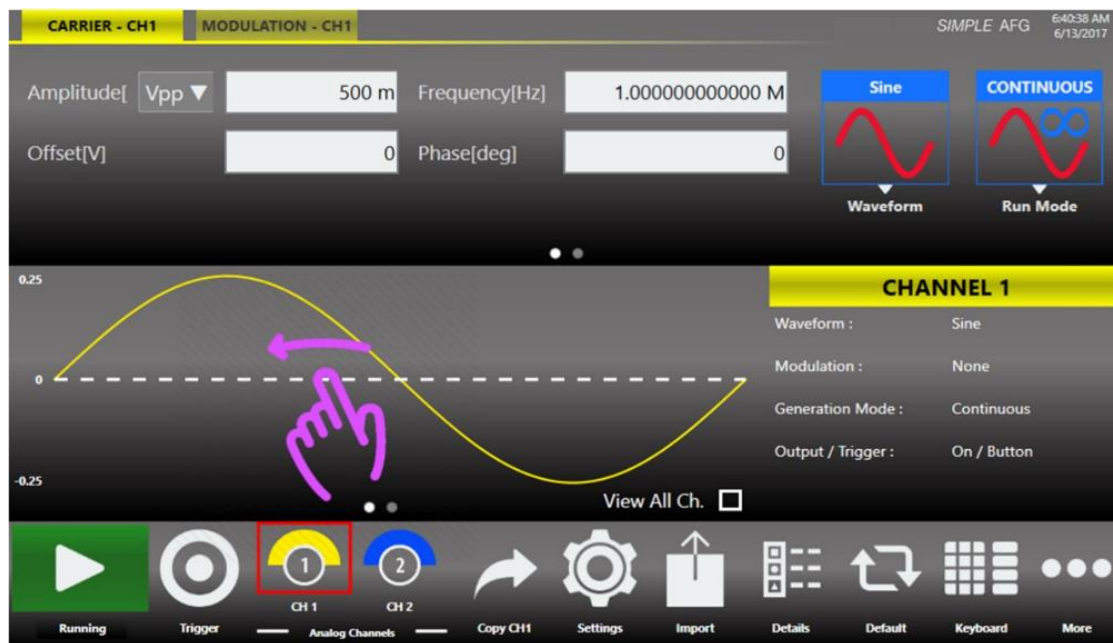 CARRIER - CH1 MODULATION - CH1 SIMPLE AFG 6:40:38 AM
6/13/2017
Amplitude[ Vpp ▼ 500 m Frequency[Hz] 1.000000000000 M Sine CONTINUOUS
Offset[V] 0 Phase[deg] 0
Waveform Run Mode
0.25
CHANNEL 1
Waveform : Sine
Modulation : None
0
Generation Mode : Continuous
Output / Trigger : On / Button
-0.25
View All Ch.
1 2
CH 1 CH 2
Running Trigger Analog Channels Copy CH1 Settings Import Details Default Keyboard More